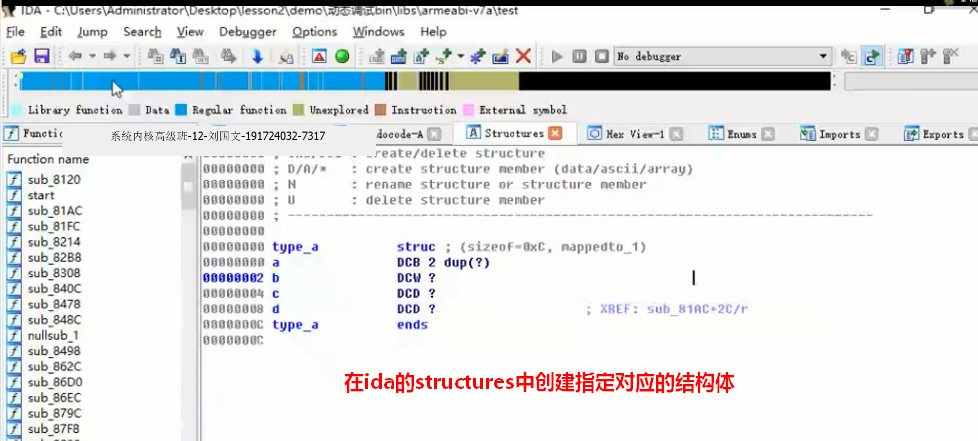 IDA - C:\Users\Administrator\Desktop\lesson2\demo\动态调试bin\libs\armeabi-v7a\test
File Edit Jump Search View Debugger Options Windows Help
No debugger
Library function Data Regular function Unexplored Instruction External symbol
系统内核高级班-12-刘国文-191724032-7317
Structures Hex View-1 Enums Imports Exports
Function name
sub_8120
start
sub_81AC
sub_81FC
sub_8214
sub_82B8
sub_8308
sub_840C
sub_8478
sub_848C
nullsub_1
sub_8498
sub_862C
sub_86D0
sub_86EC
sub_879C
sub_87F8
: create/delete structure
00000000 ; D/A/* : create structure member (data/ascii/array)
00000000 ; N : rename structure or structure member
00000000 ; U : delete structure member
00000000 ; ---------------------------------------------------------------------------
00000000
00000000 type_a struc ; (sizeof=0xC, mappedto_1)
00000000 a DCB 2 dup(?)
00000002 b DCW ?
00000004 c DCD ?
00000008 d DCD ? ; XREF: sub_81AC+2C/r
0000000C type_a ends
0000000C
在ida的structures中创建指定对应的结构体